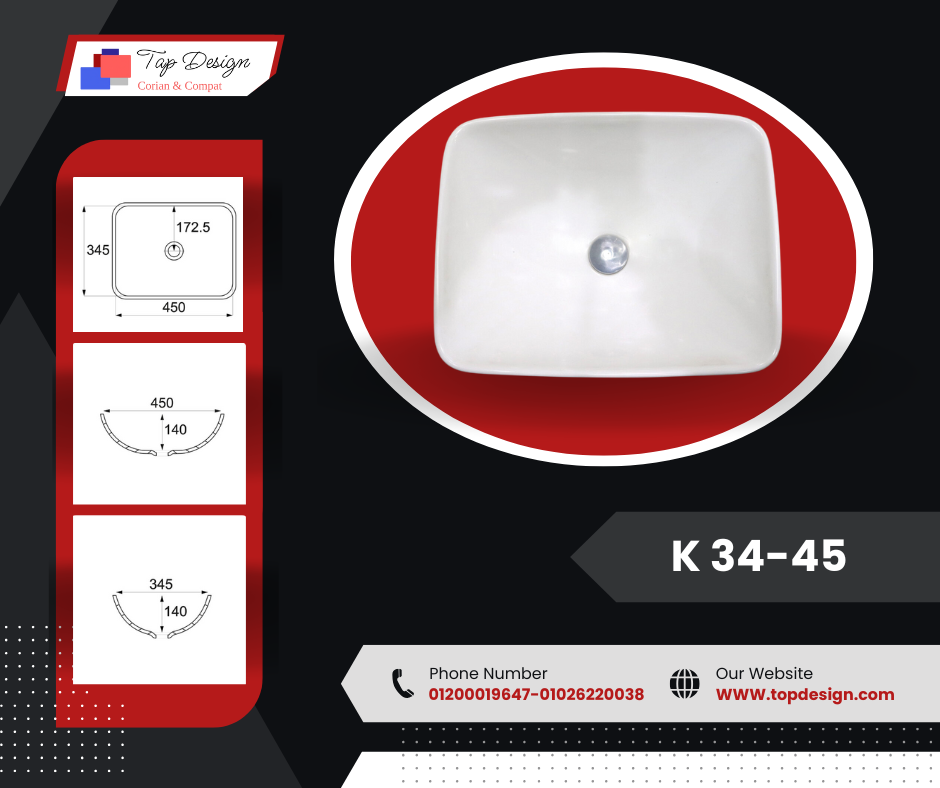 Tap Design
Corian & Compat
172.5
345
450
450
140
345
140
K 34-45
Phone Number
01200019647-01026220038
Our Website
WWW.topdesign.com